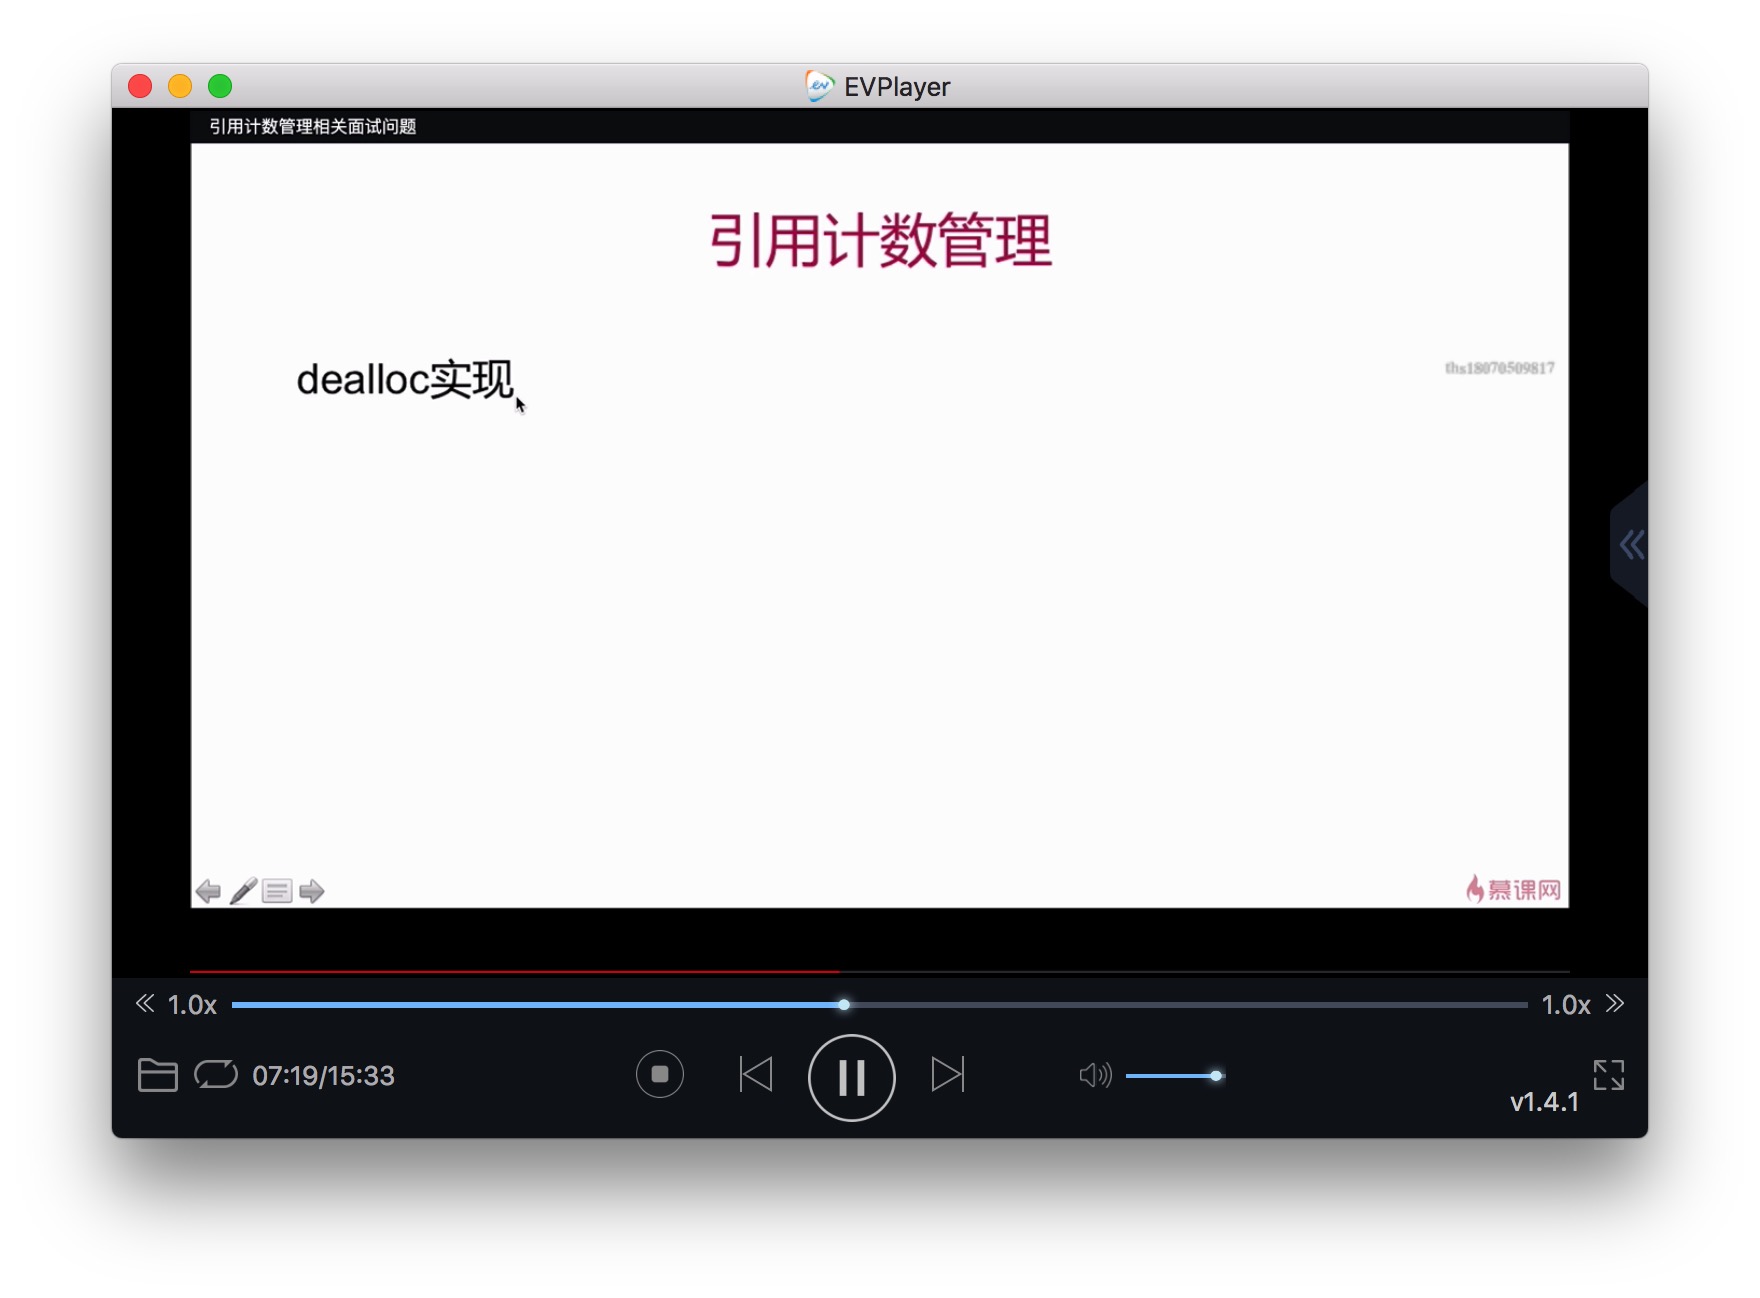 EVPlayer
引用计数管理相关面试问题
引用计数管理
dealloc实现
ths18070509817
慕课网
1.0x
1.0x
07:19/15:33
v1.4.1